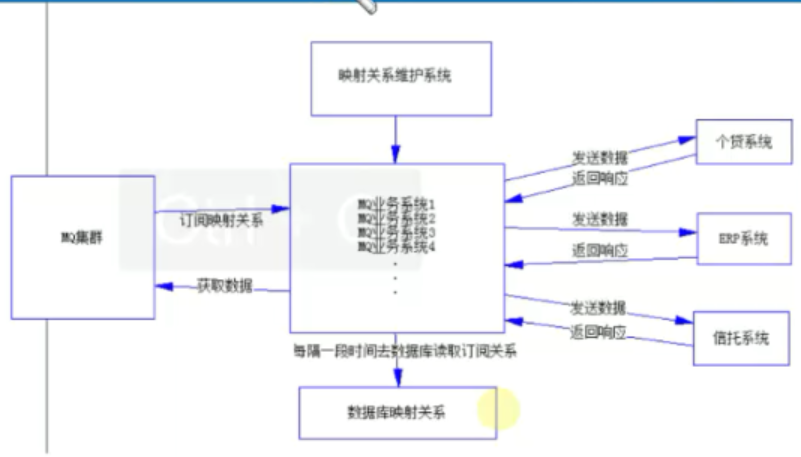 映射关系维护系统
MQ集群
订阅映射关系
获取数据
MQ业务系统1
MQ业务系统2
MQ业务系统3
MQ业务系统4
发送数据
返回响应
个贷系统
发送数据
返回响应
ERP系统
发送数据
返回响应
信托系统
每隔一段时间去数据库读取订阅关系
数据库映射关系
Ctrl+